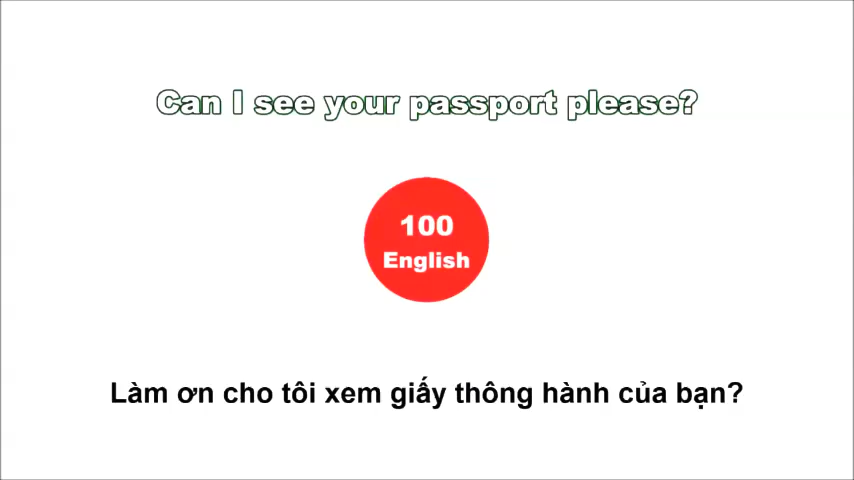 Can I see your passport please?
100
English
Làm ơn cho tôi xem giấy thông hành của bạn?